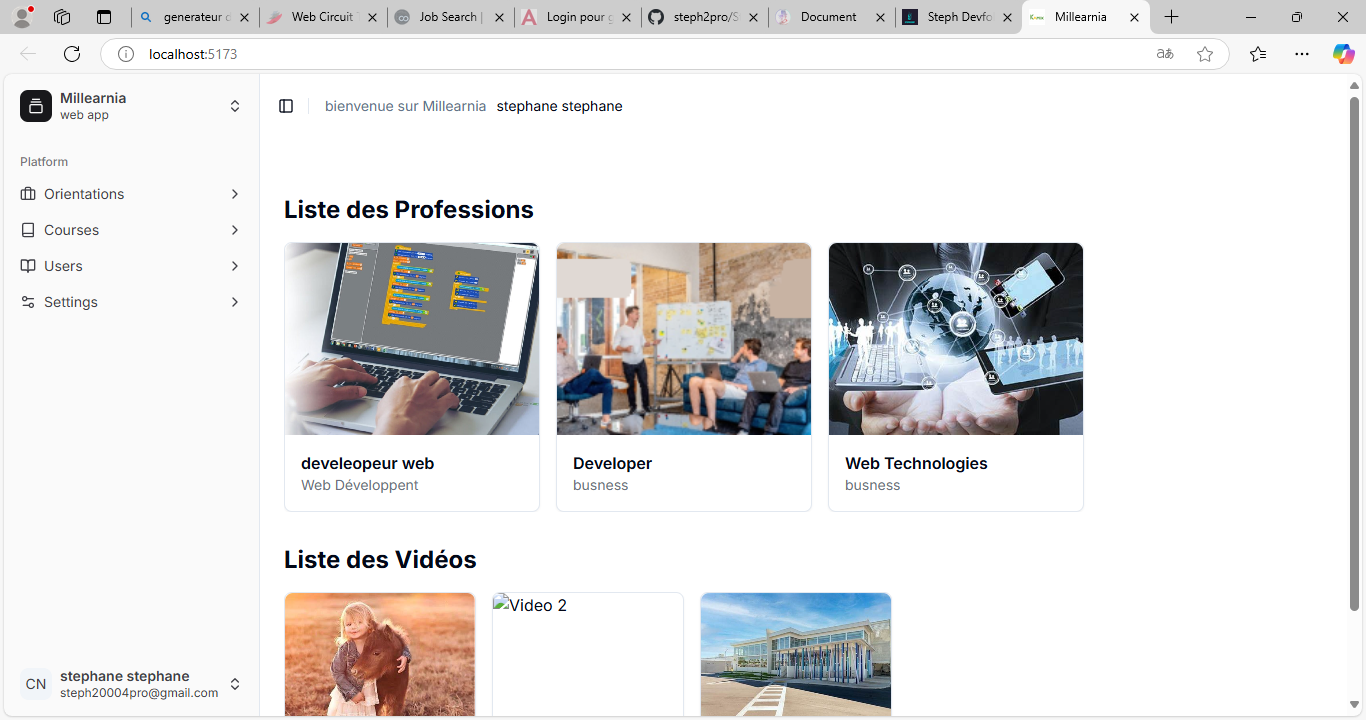 generateur d
Web Circuit
Job Search |
Login pour g
steph2pro/S
Document
Steph Devfo
Millearnia
localhost:5173
Millearnia
web app
bienvenue sur Millearnia stephane stephane
Platform
Orientations
Courses
Users
Settings
Liste des Professions
develeopeur web
Web Développent
Developer
busness
Web Technologies
busness
Liste des Vidéos
Video 2
CN
stephane stephane
steph20004pro@gmail.com